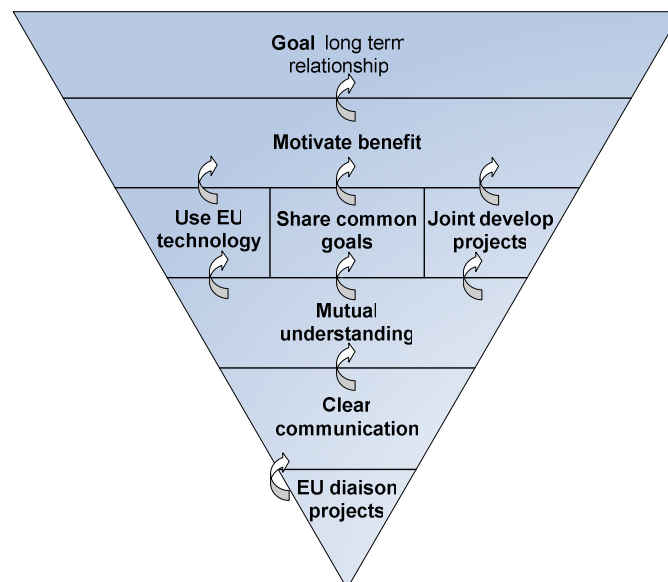 Goal long term
relationship
Motivate benefit
Use EU
technology
Share common
goals
Joint develop
projects
Mutual
understanding
Clear
communication
EU diaison
projects